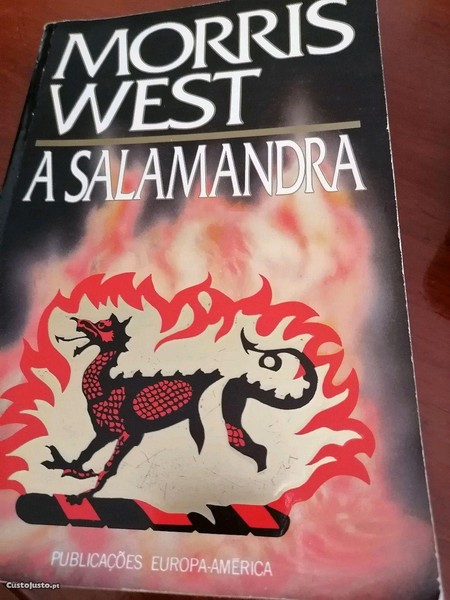 MORRIS
WEST
A SALAMANDRA
PUBLICAÇÕES EUROPA-AMÉRICA
CustoJusto.pt